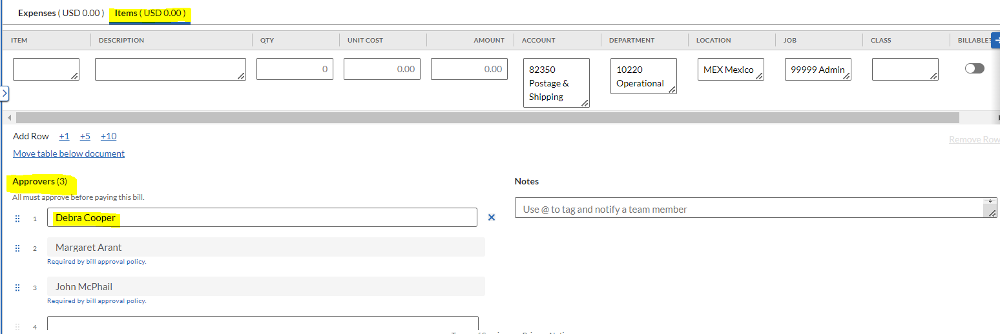 Expenses ( USD 0.00 ) Items ( USD 0.00 )
ITEM DESCRIPTION QTY UNIT COST AMOUNT ACCOUNT DEPARTMENT LOCATION JOB CLASS BILLABLE?
0 0.00 0.00 82350 Postage & Shipping 10220 Operational MEX Mexico 99999 Admin
Add Row +1 +5 +10
Remove Row
Move table below document
Approvers (3)
All must approve before paying this bill.
1 Debra Cooper
2 Margaret Arant
Required by bill approval policy.
3 John McPhail
Required by bill approval policy.
4
Notes
Use @ to tag and notify a team member